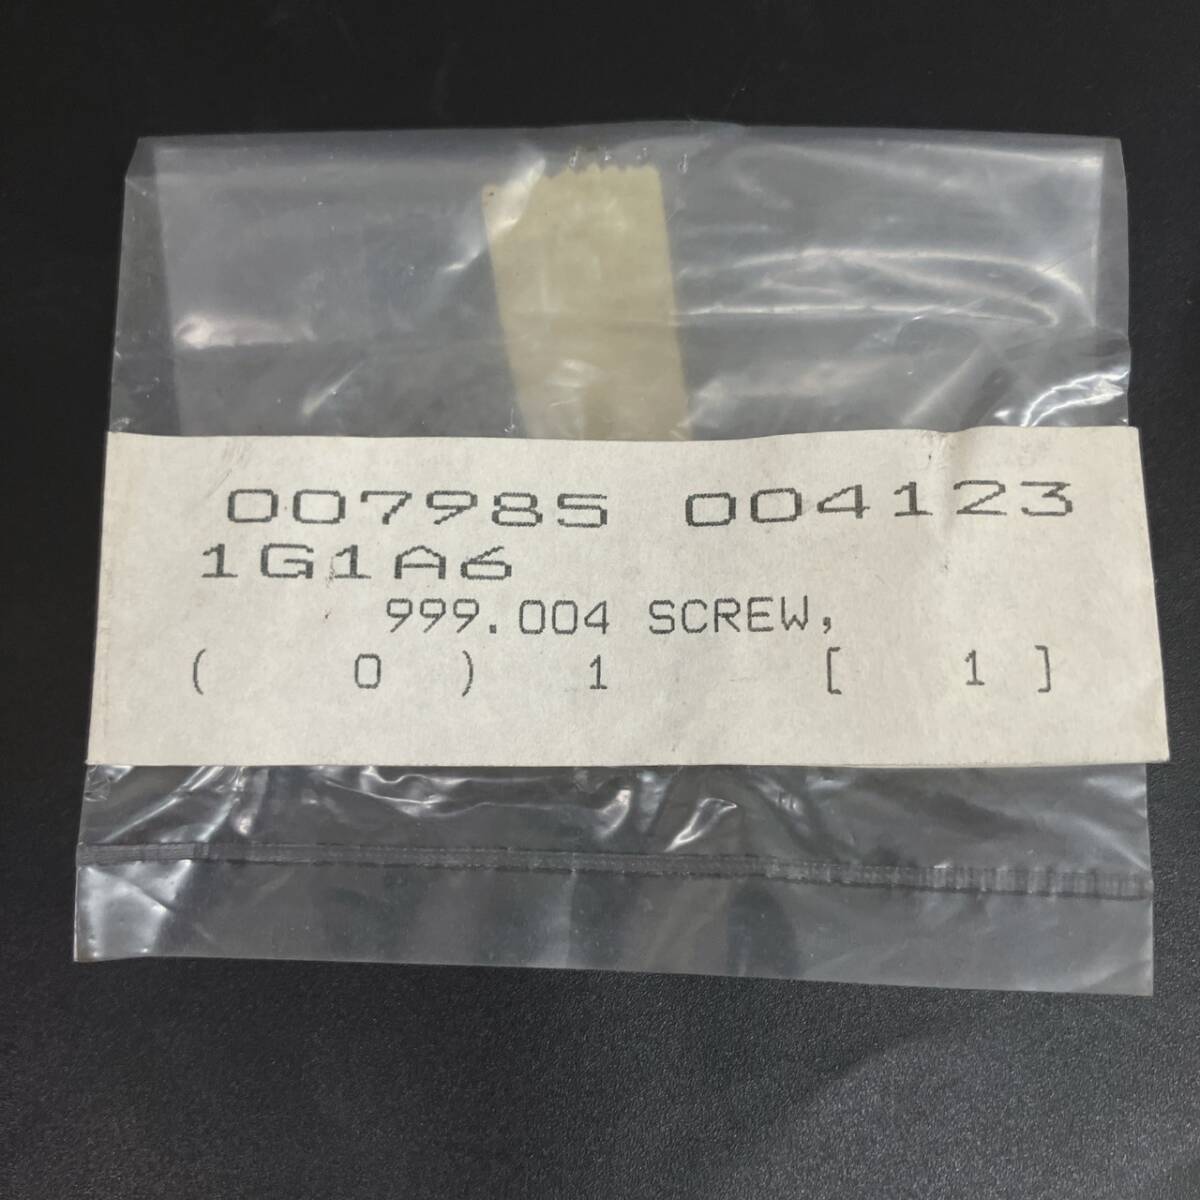 007985 004123
1G1A6
999.004 SCREW,
( 0 ) 1 [ 1 ]